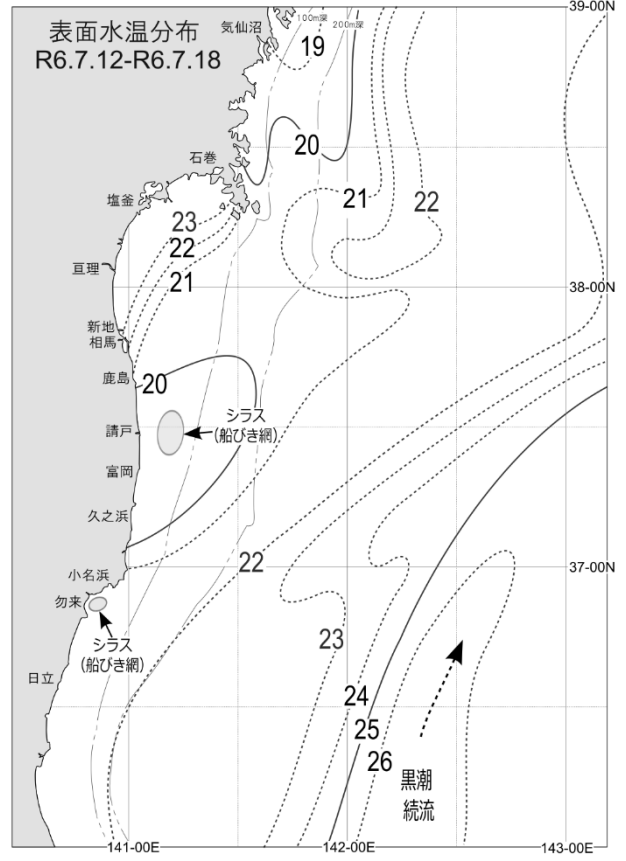 表面水温分布
R6.7.12-R6.7.18
気仙沼
100m深
200m深
39-00N
19
20
石巻
塩釜
21
22
23
22
21
亘理
38-00N
新地
相馬
鹿島
20
シラス
(船びき網)
請戸
富岡
久之浜
22
37-00N
小名浜
勿来
シラス
(船びき網)
23
日立
24
25
26
黒潮
続流
141-00E
142-00E
143-00E